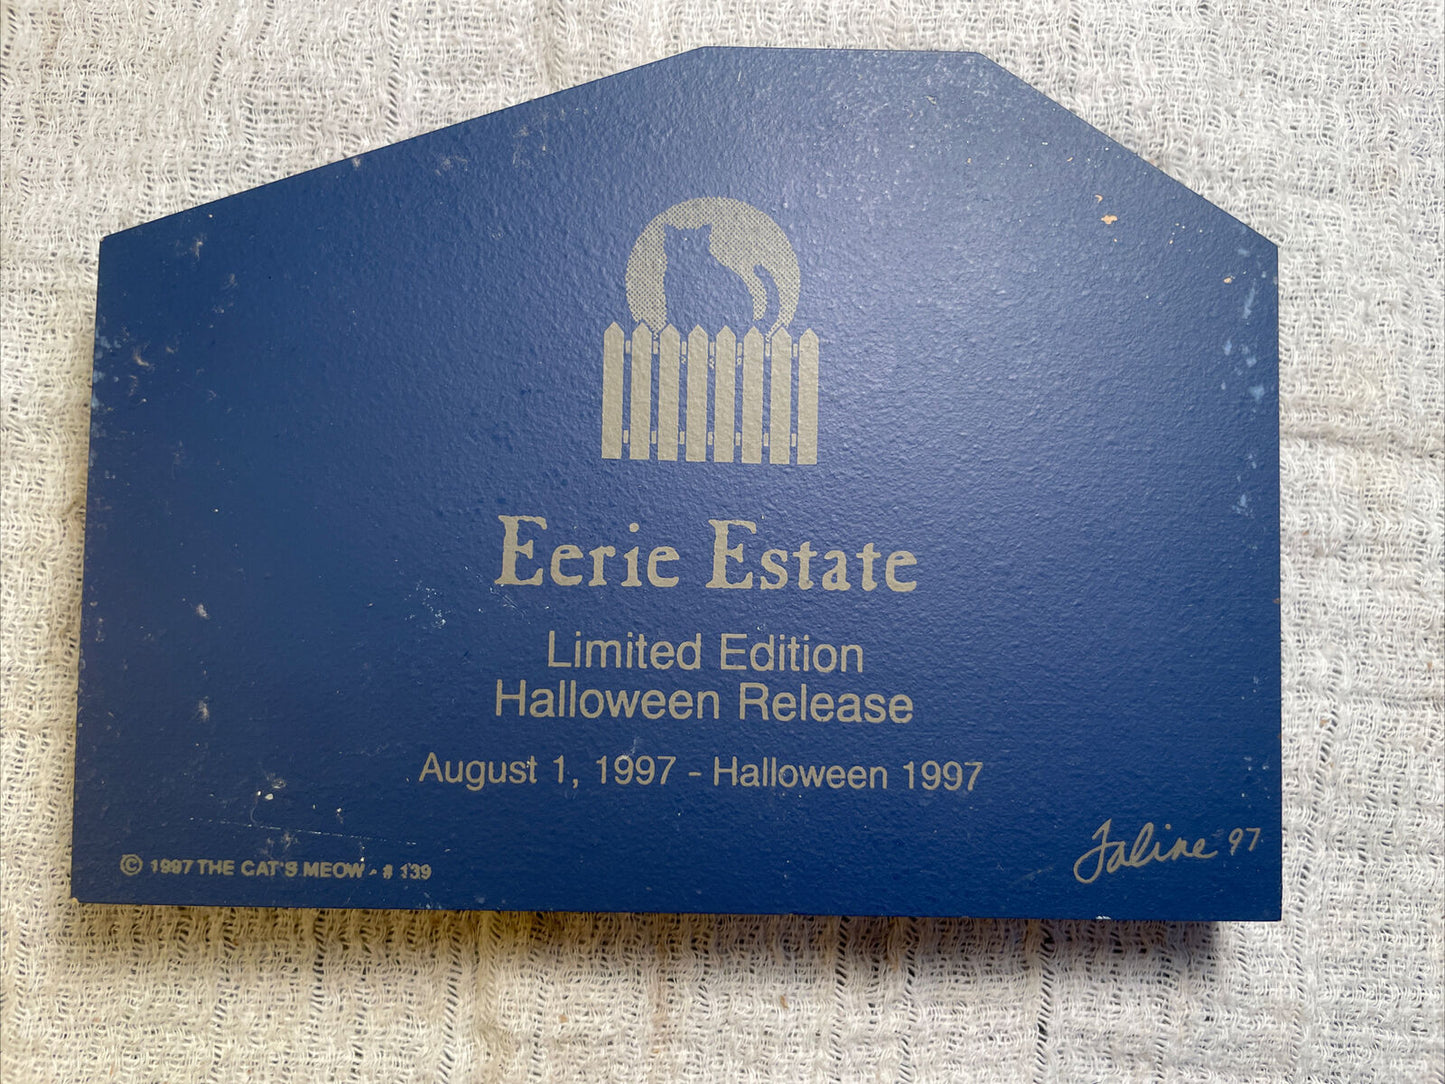 Eerie Estate
Limited Edition
Halloween Release
August 1, 1997 - Halloween 1997
Faline 97
© 1997 THE CAT'S MEOW - # 139